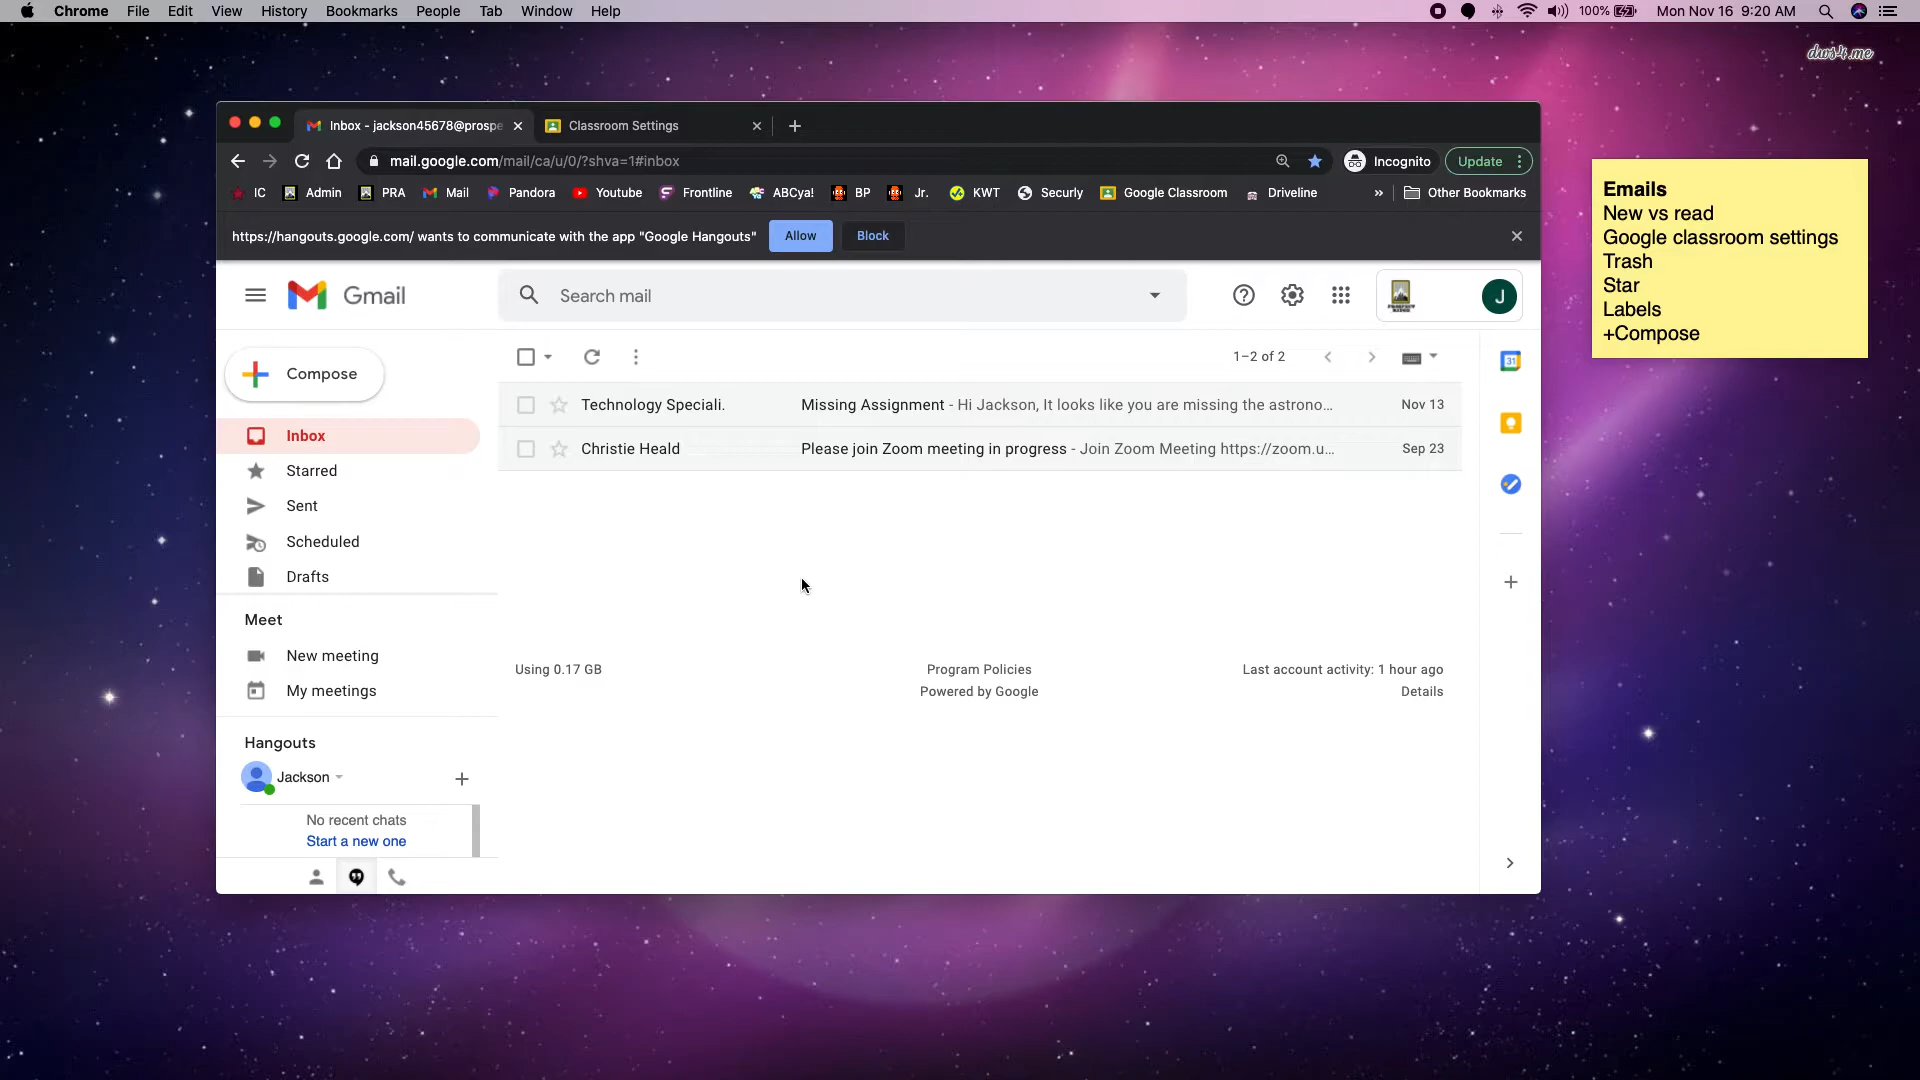 Chrome File Edit View History Bookmarks People Tab Window Help
100% Mon Nov 16 9:20 AM
dws4.me
Inbox - jackson45678@prospe Classroom Settings
mail.google.com/mail/ca/u/0/?shva=1#inbox Incognito Update
IC Admin PRA Mail Pandora Youtube Frontline ABCya! BP Jr. KWT Securly Google Classroom Driveline » Other Bookmarks
https://hangouts.google.com/ wants to communicate with the app "Google Hangouts" Allow Block
Emails
New vs read
Google classroom settings
Trash
Star
Labels
+Compose
Gmail Search mail J
Compose
1–2 of 2
Technology Speciali. Missing Assignment - Hi Jackson, It looks like you are missing the astrono... Nov 13
Christie Heald Please join Zoom meeting in progress - Join Zoom Meeting https://zoom.u... Sep 23
Inbox
Starred
Sent
Scheduled
Drafts
Meet
New meeting
My meetings
Using 0.17 GB Program Policies Last account activity: 1 hour ago
Powered by Google Details
Hangouts
Jackson
No recent chats
Start a new one